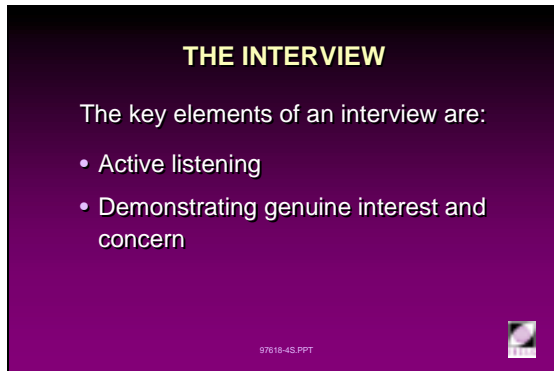 THE INTERVIEW
The key elements of an interview are:
• Active listening
• Demonstrating genuine interest and
concern
97618-4S.PPT